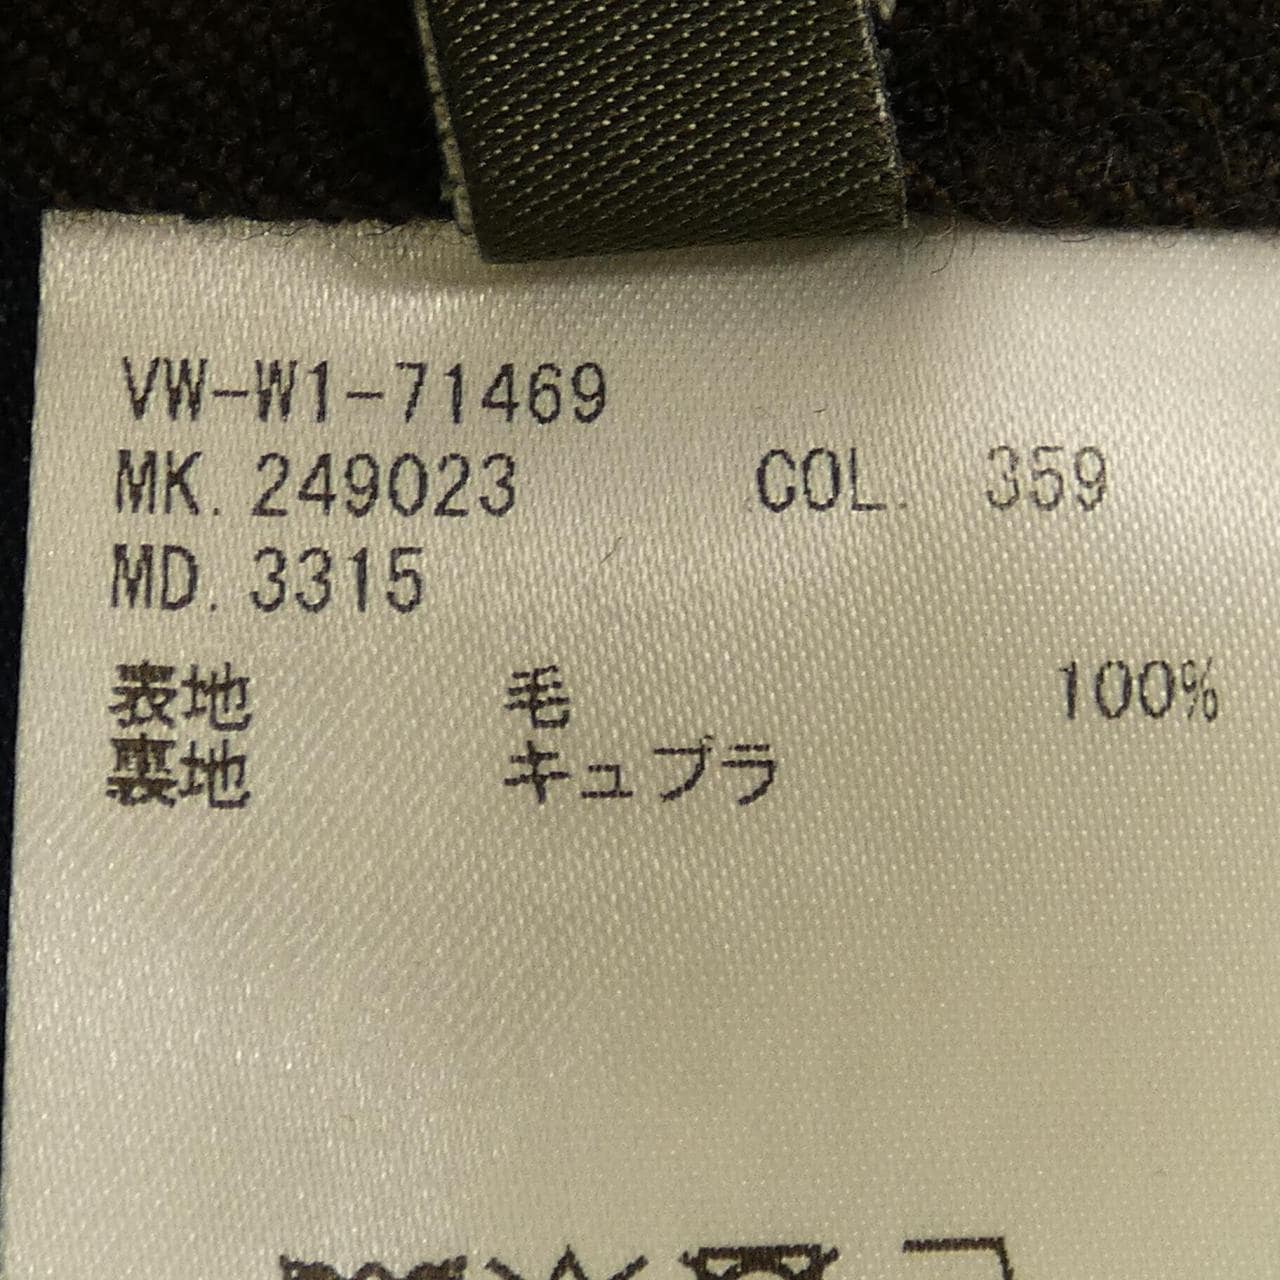 VW-W1-71469
MK. 249023 COL. 359
MD. 3315
表地 毛 100%
裏地 キュプラ